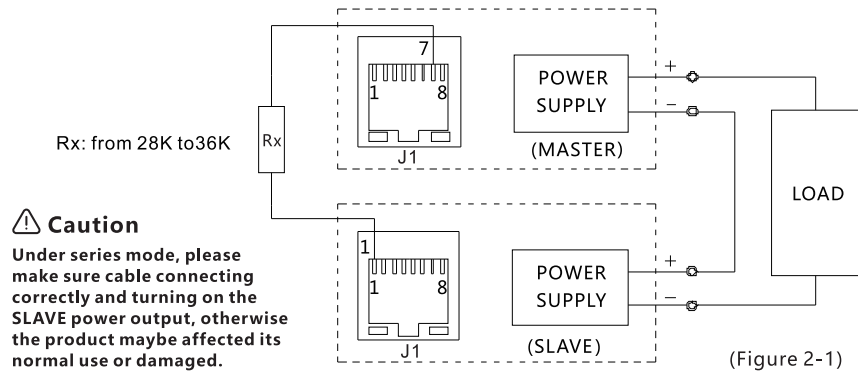 7
1 8
J1
POWER
SUPPLY
(MASTER)
+
−
Rx: from 28K to36K
Rx
LOAD
⚠ Caution
Under series mode, please
make sure cable connecting
correctly and turning on the
SLAVE power output, otherwise
the product maybe affected its
normal use or damaged.
1
1 8
J1
POWER
SUPPLY
(SLAVE)
+
−
(Figure 2-1)